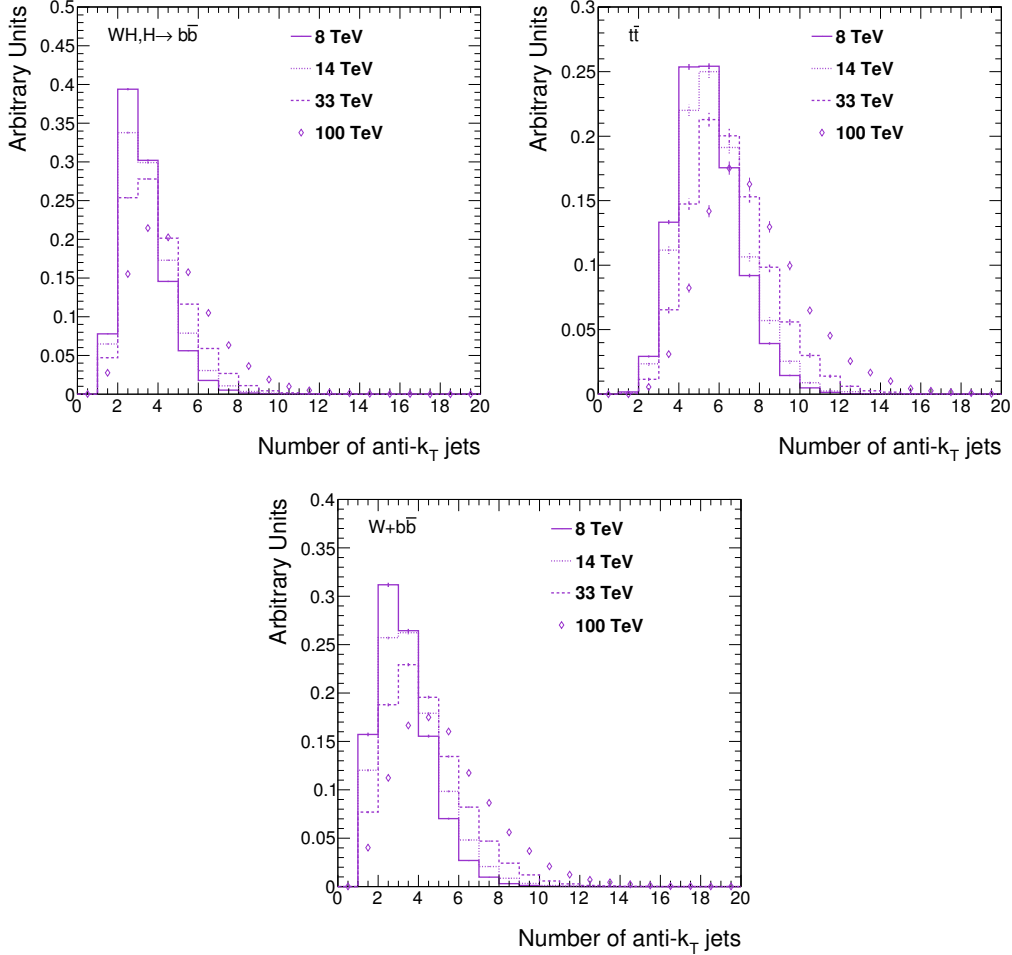 Arbitrary Units
0.5
0.45
0.4
0.35
0.3
0.25
0.2
0.15
0.1
0.05
0
WH,H→ bb̅
8 TeV
14 TeV
33 TeV
100 TeV
0 2 4 6 8 10 12 14 16 18 20
Number of anti-k_T jets
Arbitrary Units
0.3
0.25
0.2
0.15
0.1
0.05
0
tt̅
8 TeV
14 TeV
33 TeV
100 TeV
0 2 4 6 8 10 12 14 16 18 20
Number of anti-k_T jets
Arbitrary Units
0.4
0.35
0.3
0.25
0.2
0.15
0.1
0.05
0
W+bb̅
8 TeV
14 TeV
33 TeV
100 TeV
0 2 4 6 8 10 12 14 16 18 20
Number of anti-k_T jets